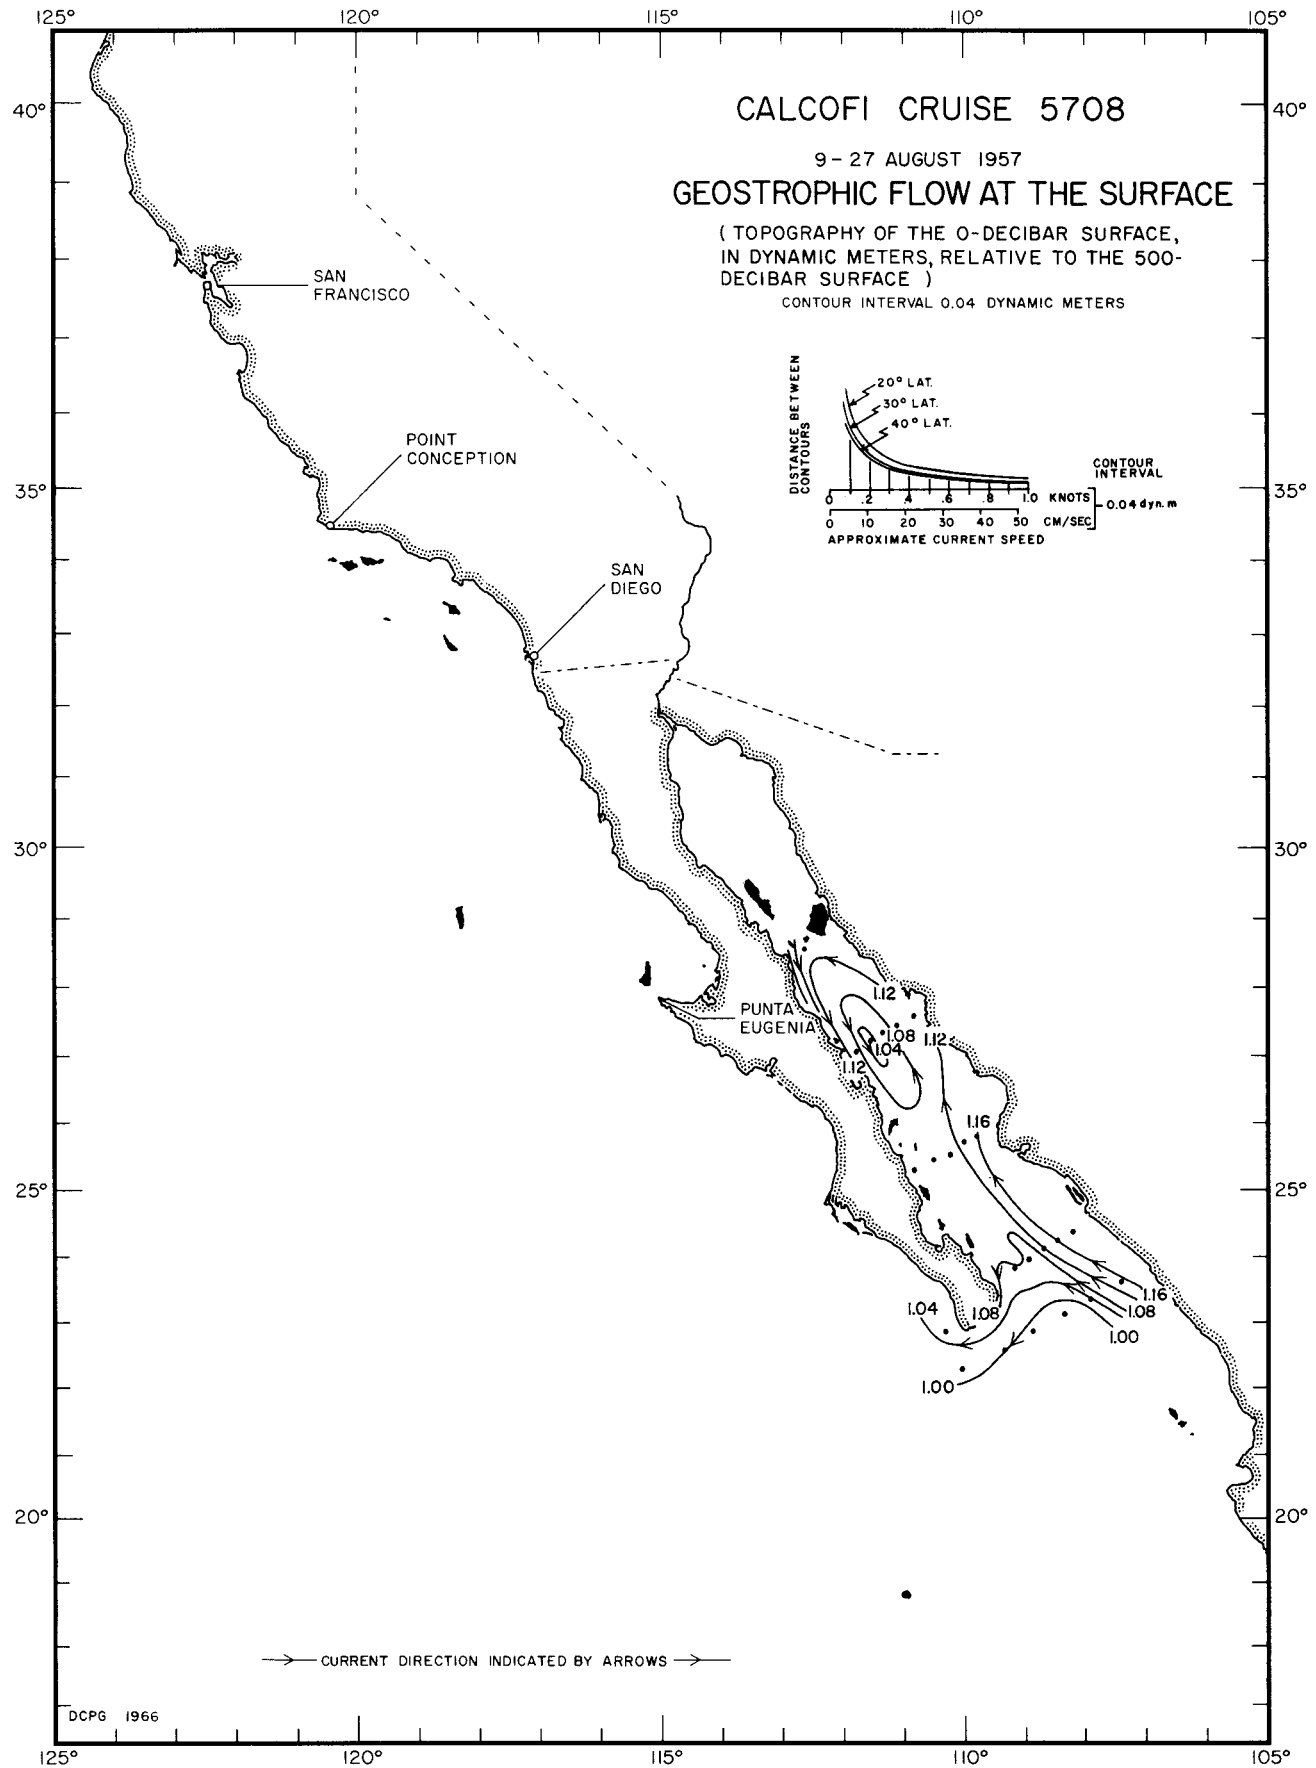 125° 120° 115° 110° 105°
40° 40°
CALCOFI CRUISE 5708
9-27 AUGUST 1957
GEOSTROPHIC FLOW AT THE SURFACE
( TOPOGRAPHY OF THE 0-DECIBAR SURFACE,
IN DYNAMIC METERS, RELATIVE TO THE 500-
DECIBAR SURFACE )
CONTOUR INTERVAL 0.04 DYNAMIC METERS
SAN
FRANCISCO
DISTANCE BETWEEN
CONTOURS
20° LAT.
30° LAT.
40° LAT.
POINT
CONCEPTION
CONTOUR
INTERVAL
35° 35°
0 .2 .4 .6 .8 1.0 KNOTS
0.04 dyn. m
0 10 20 30 40 50 CM/SEC
APPROXIMATE CURRENT SPEED
SAN
DIEGO
30° 30°
1.12
PUNTA
EUGENIA
1.08
1.12
1.04
1.12
1.16
25° 25°
1.16
1.04
1.08
1.08
1.00
1.00
20° 20°
CURRENT DIRECTION INDICATED BY ARROWS
DCPG 1966
125° 120° 115° 110° 105°